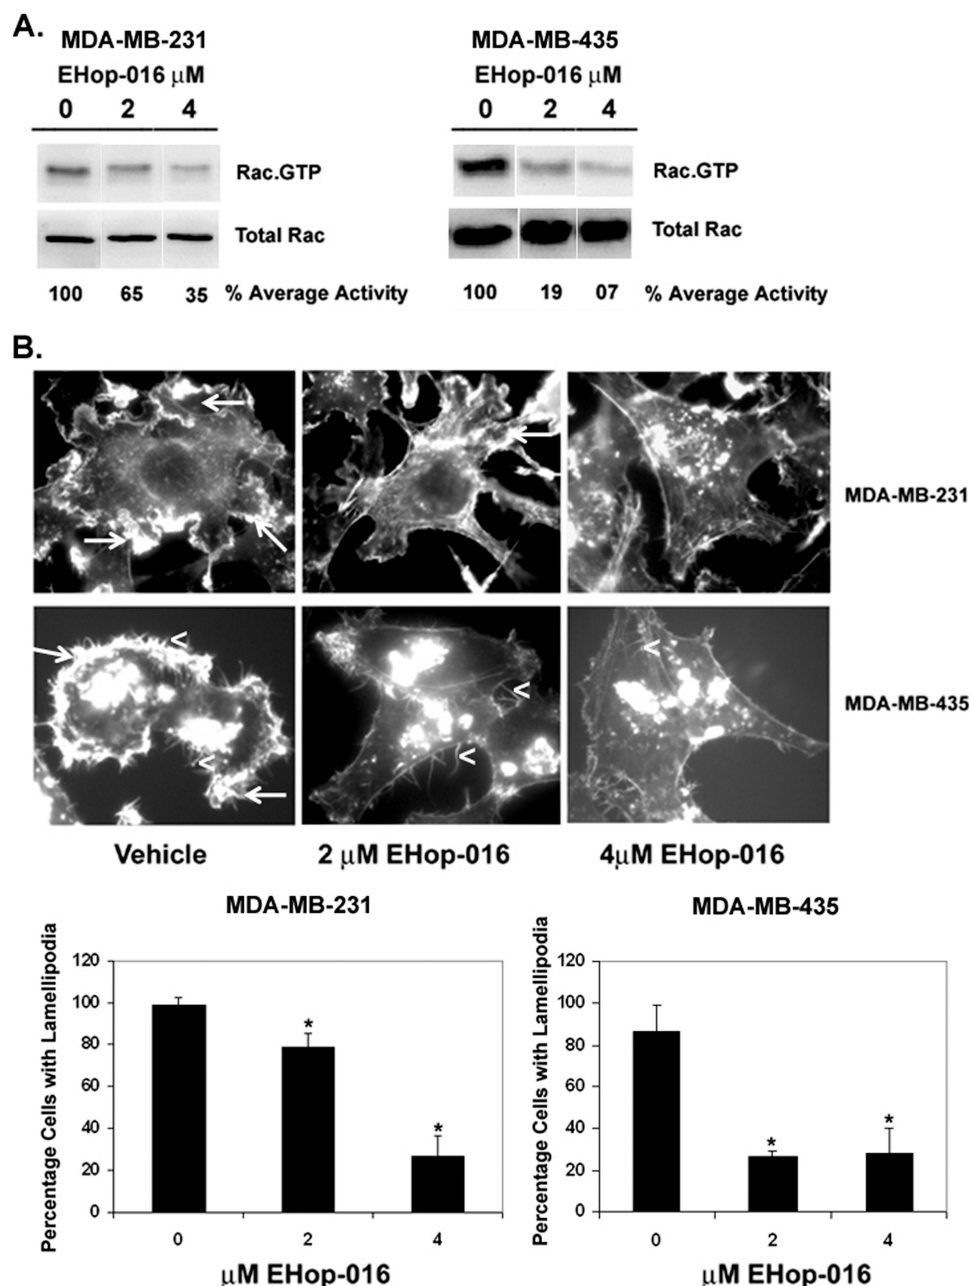 A.
MDA-MB-231
EHop-016 μM
0 2 4
Rac.GTP
Total Rac
100 65 35 % Average Activity
MDA-MB-435
EHop-016 μM
0 2 4
Rac.GTP
Total Rac
100 19 07 % Average Activity
B.
MDA-MB-231
<
<
<
<
<
MDA-MB-435
Vehicle 2 μM EHop-016 4μM EHop-016
MDA-MB-231
Percentage Cells with Lamellipodia
120
100
80
60
40
20
0
*
*
0 2 4
μM EHop-016
MDA-MB-435
Percentage Cells with Lamellipodia
120
100
80
60
40
20
0
*
*
0 2 4
μM EHop-016